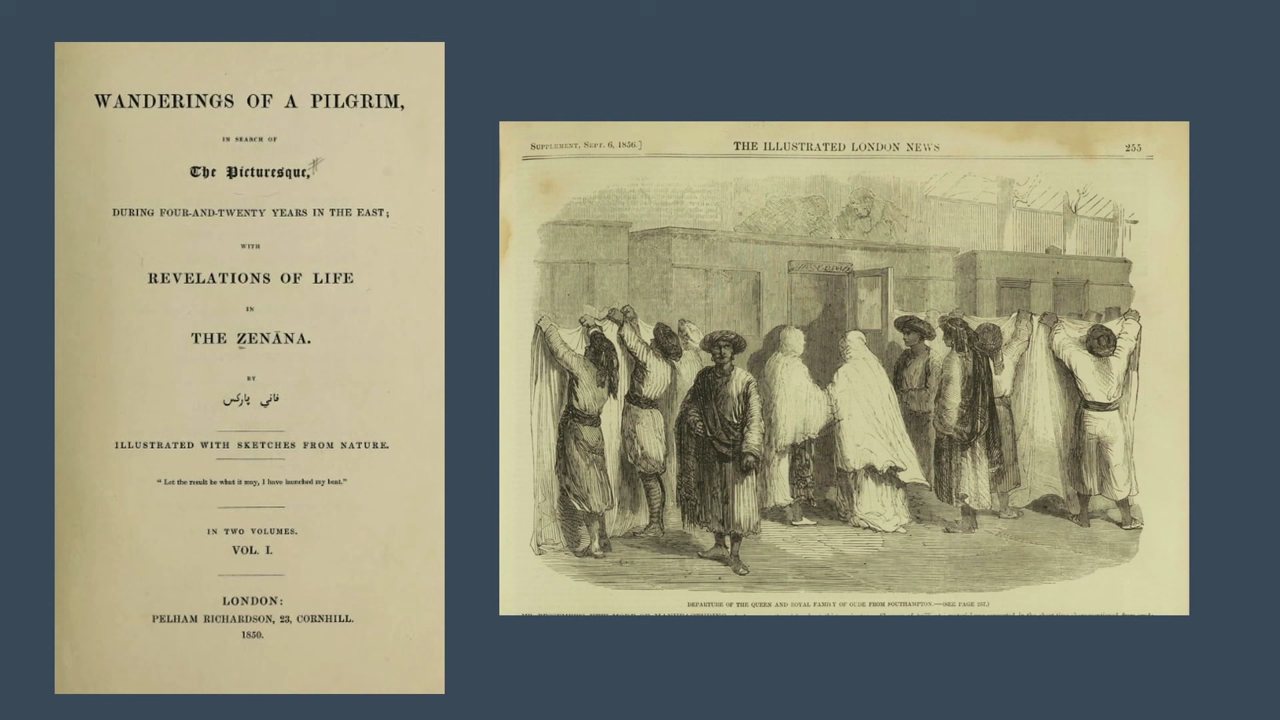 WANDERINGS OF A PILGRIM,
IN SEARCH OF
The Picturesque,
DURING FOUR-AND-TWENTY YEARS IN THE EAST;
WITH
REVELATIONS OF LIFE
IN
THE ZENĀNA.
BY
فاني پارکس
ILLUSTRATED WITH SKETCHES FROM NATURE.
“ Let the result be what it may, I have launched my boat.”
IN TWO VOLUMES.
VOL. I.
LONDON:
PELHAM RICHARDSON, 23, CORNHILL.
1850.
SUPPLEMENT, SEPT. 6, 1856.]
THE ILLUSTRATED LONDON NEWS
255
DEPARTURE OF THE QUEEN AND ROYAL FAMILY OF OUDE FROM SOUTHAMPTON.—(SEE PAGE